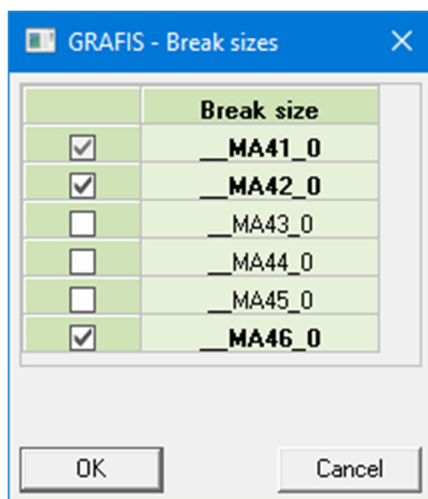 GRAFIS - Break sizes
Break size
__MA41_0
__MA42_0
__MA43_0
__MA44_0
__MA45_0
__MA46_0
OK Cancel